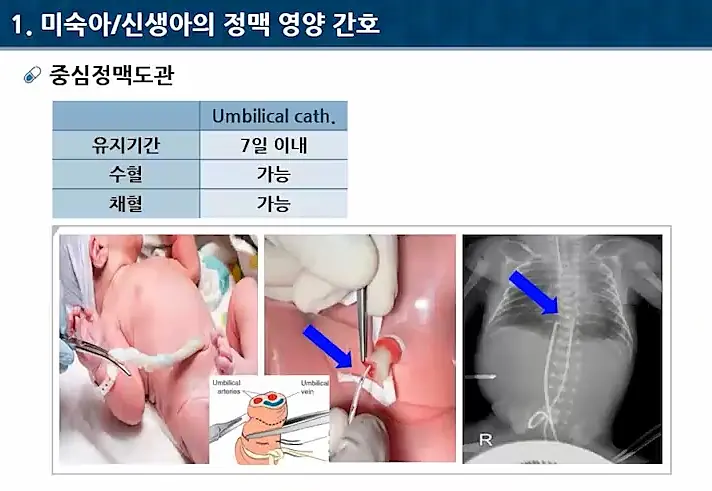 1. 미숙아/신생아의 정맥 영양 간호
중심정맥도관
Umbilical cath.
유지기간 7일 이내
수혈 가능
채혈 가능
Umbilical arteries
Umbilical vein
R